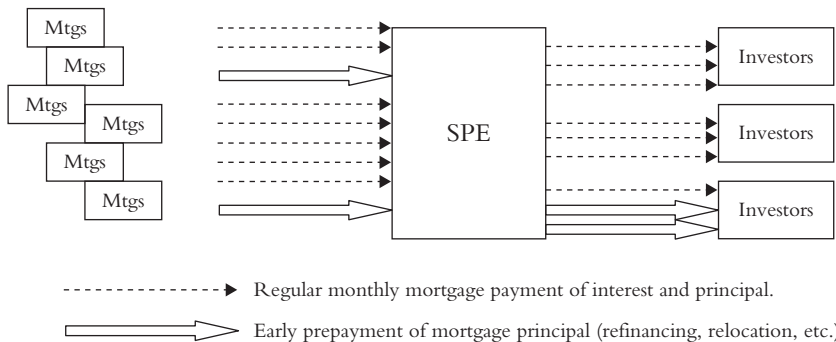 Mtgs
Mtgs
Mtgs
Mtgs
Mtgs
Mtgs
SPE
Investors
Investors
Investors
Regular monthly mortgage payment of interest and principal.
Early prepayment of mortgage principal (refinancing, relocation, etc.)